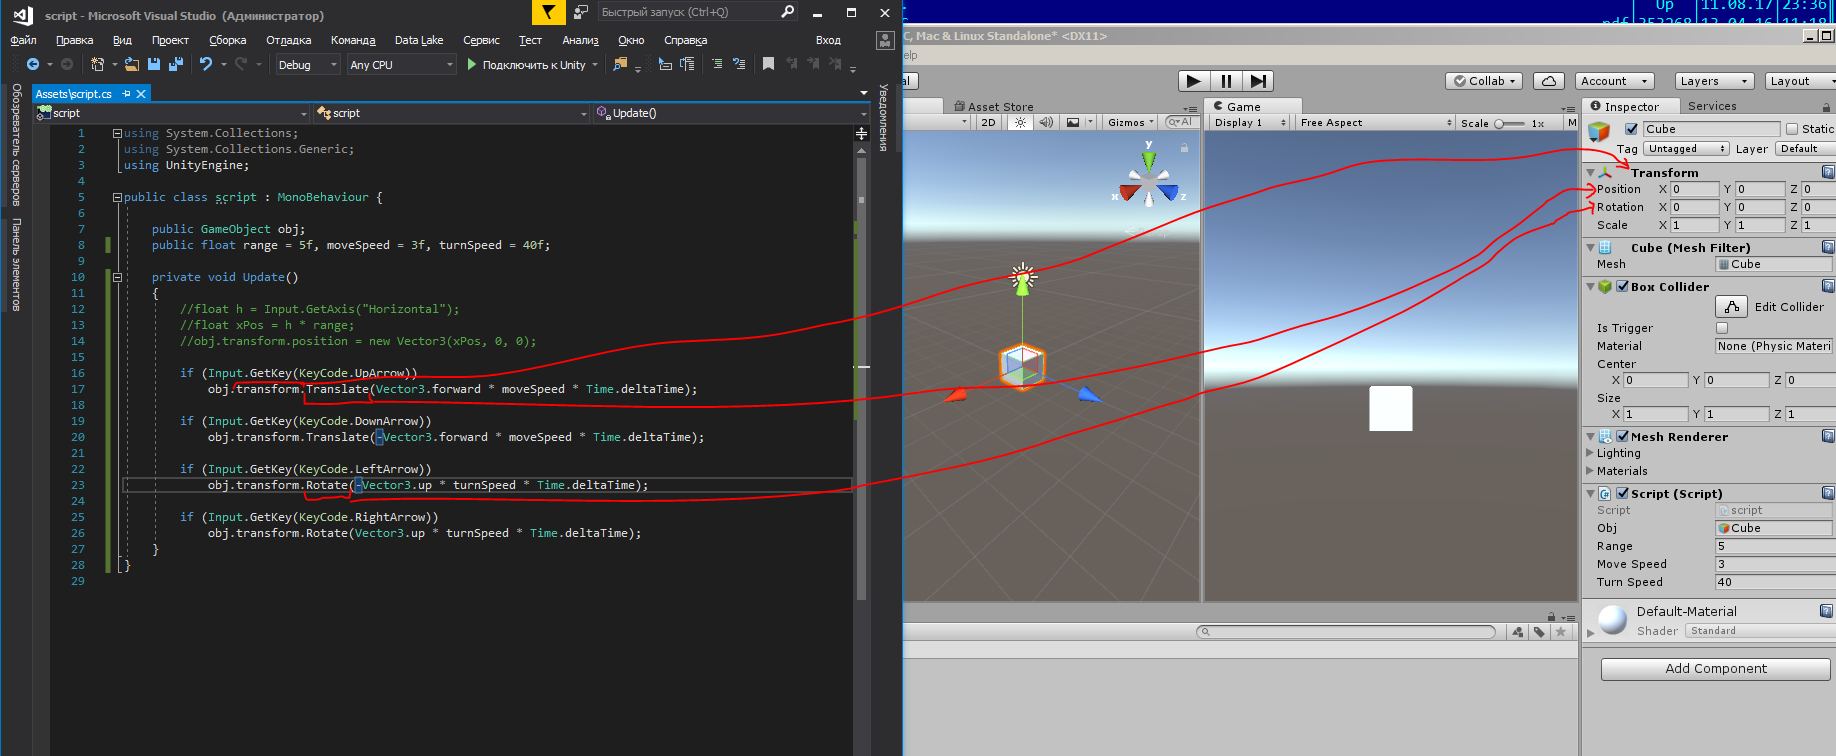 script - Microsoft Visual Studio (Администратор)
Быстрый запуск (Ctrl+Q)
Файл Правка Вид Проект Сборка Отладка Команда Data Lake Сервис Тест Анализ Окно Справка Вход
Debug Any CPU Подключить к Unity
Обозреватель серверов
Панель элементов
Уведомления
Assets\script.cs
script script Update()
1 using System.Collections;
2 using System.Collections.Generic;
3 using UnityEngine;
4
5 public class script : MonoBehaviour {
6
7 public GameObject obj;
8 public float range = 5f, moveSpeed = 3f, turnSpeed = 40f;
9
10 private void Update()
11 {
12 //float h = Input.GetAxis("Horizontal");
13 //float xPos = h * range;
14 //obj.transform.position = new Vector3(xPos, 0, 0);
15
16 if (Input.GetKey(KeyCode.UpArrow))
17 obj.transform.Translate(Vector3.forward * moveSpeed * Time.deltaTime);
18
19 if (Input.GetKey(KeyCode.DownArrow))
20 obj.transform.Translate(-Vector3.forward * moveSpeed * Time.deltaTime);
21
22 if (Input.GetKey(KeyCode.LeftArrow))
23 obj.transform.Rotate(-Vector3.up * turnSpeed * Time.deltaTime);
24
25 if (Input.GetKey(KeyCode.RightArrow))
26 obj.transform.Rotate(Vector3.up * turnSpeed * Time.deltaTime);
27 }
28 }
29
Up 11.08.17 23:36
C, Mac & Linux Standalone* <DX11>
elp
al
Collab Account Layers Layout
Asset Store
2D Gizmos All
y
x z
Game
Display 1 Free Aspect Scale 1x M
Inspector Services
Cube Static
Tag Untagged Layer Default
Transform
Position X 0 Y 0 Z 0
Rotation X 0 Y 0 Z 0
Scale X 1 Y 1 Z 1
Cube (Mesh Filter)
Mesh Cube
Box Collider
Edit Collider
Is Trigger
Material None (Physic Materi
Center
X 0 Y 0 Z 0
Size
X 1 Y 1 Z 1
Mesh Renderer
Lighting
Materials
Script (Script)
Script script
Obj Cube
Range 5
Move Speed 3
Turn Speed 40
Default-Material
Shader Standard
Add Component